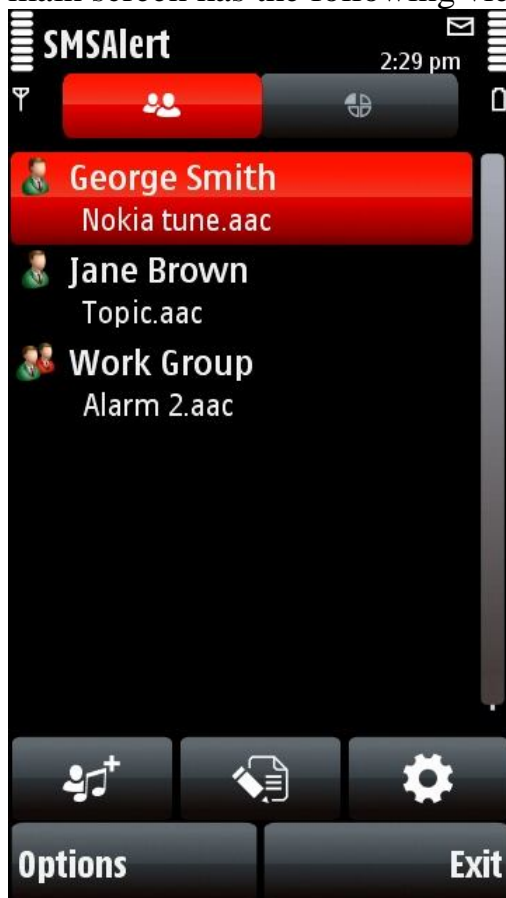 main screen has the following vie
SMSAlert
2:29 pm
George Smith
Nokia tune.aac
Jane Brown
Topic.aac
Work Group
Alarm 2.aac
Options
Exit